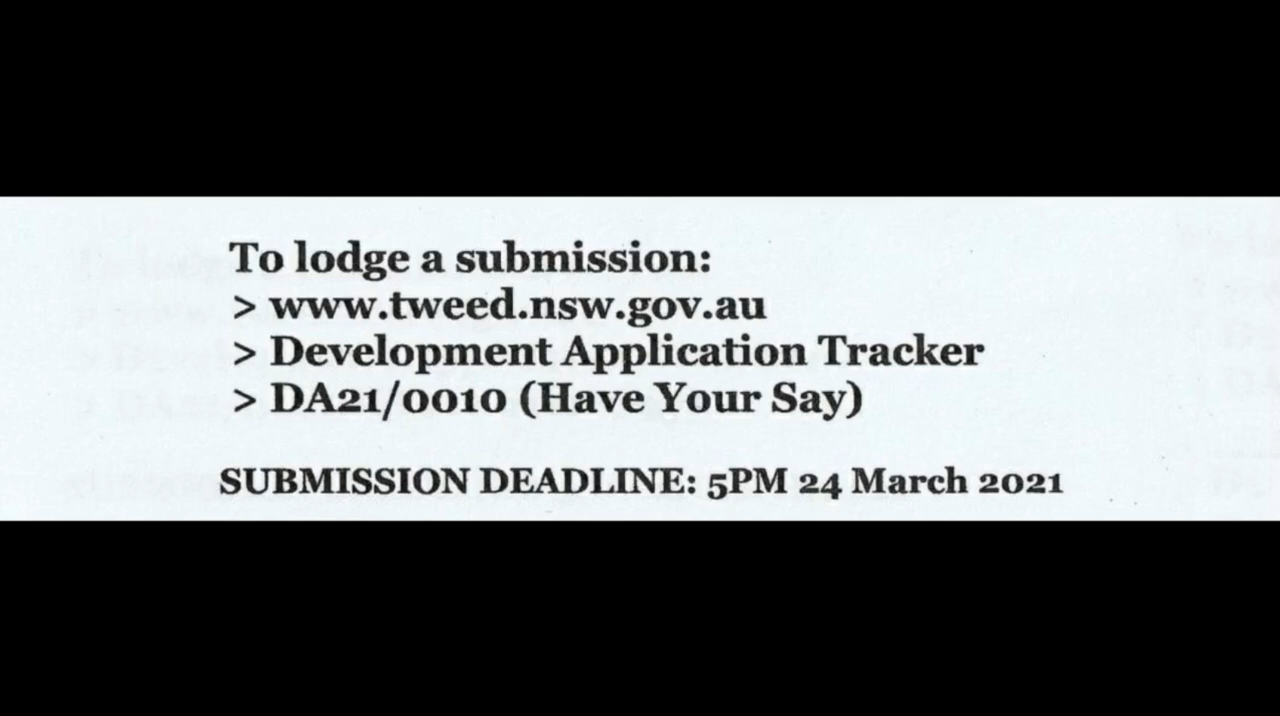 To lodge a submission:
> www.tweed.nsw.gov.au
> Development Application Tracker
> DA21/0010 (Have Your Say)
SUBMISSION DEADLINE: 5PM 24 March 2021